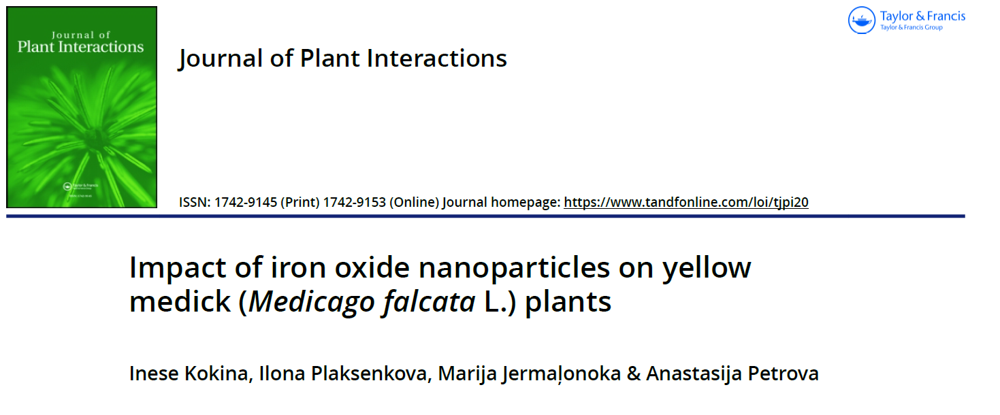 Journal of
Plant Interactions
Taylor & Francis
Taylor & Francis Group
Journal of Plant Interactions
ISSN: 1742-9145 (Print) 1742-9153 (Online) Journal homepage: https://www.tandfonline.com/loi/tjpi20
Impact of iron oxide nanoparticles on yellow
medick (Medicago falcata L.) plants
Inese Kokina, Ilona Plaksenkova, Marija Jermaļonoka & Anastasija Petrova